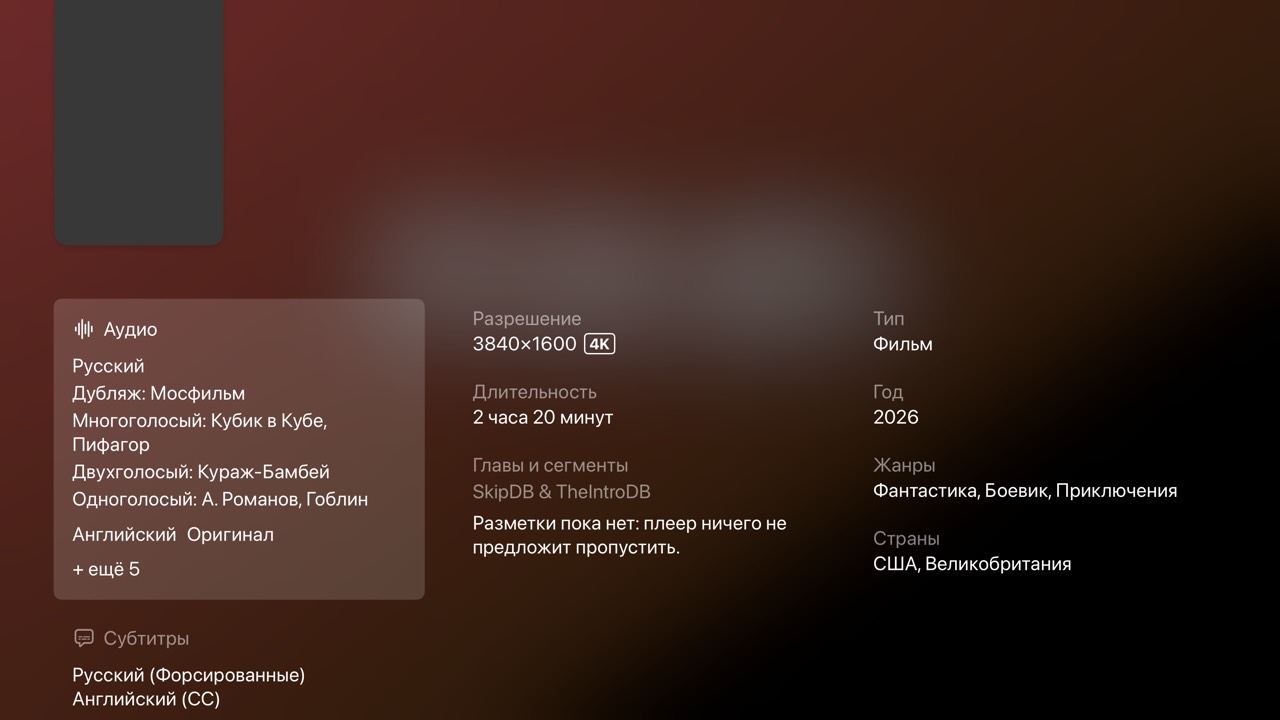 Аудио
Русский
Дубляж: Мосфильм
Многоголосый: Кубик в Кубе,
Пифагор
Двухголосый: Кураж-Бамбей
Одноголосый: А. Романов, Гоблин
Английский Оригинал
+ ещё 5
Субтитры
Русский (Форсированные)
Английский (CC)
Разрешение
3840×1600 4K
Длительность
2 часа 20 минут
Главы и сегменты
SkipDB & TheIntroDB
Разметки пока нет: плеер ничего не
предложит пропустить.
Тип
Фильм
Год
2026
Жанры
Фантастика, Боевик, Приключения
Страны
США, Великобритания